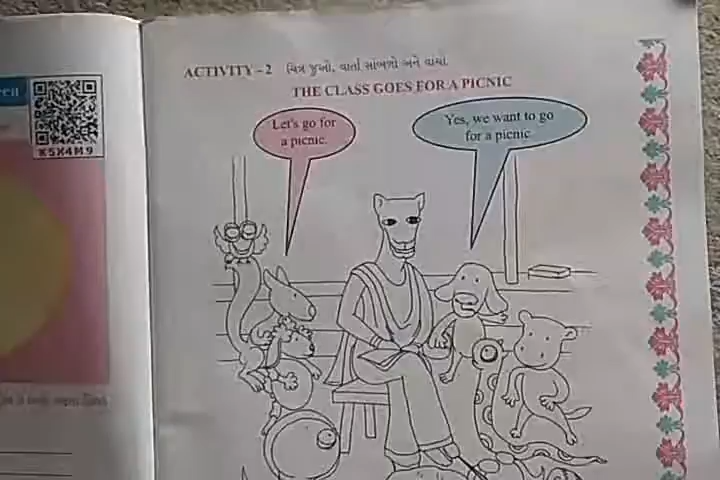 ACTIVITY – 2 ચિત્ર જુઓ, વાર્તા સાંભળો અને વાંચો.
THE CLASS GOES FOR A PICNIC
Let's go for
a picnic.
Yes, we want to go
for a picnic.
K5X4M9